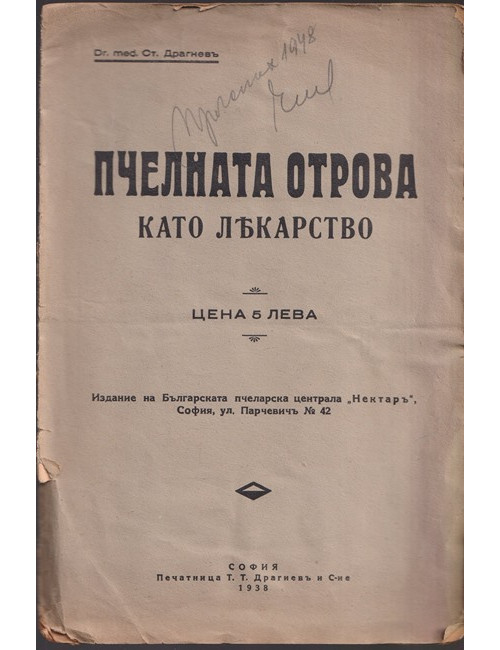 Dr. med. Ст. Драгневъ
1948
ПЧЕЛНАТА ОТРОВА
КАТО ЛѢКАРСТВО
ЦЕНА 5 ЛЕВА
Издание на Българската пчеларска централа „Нектаръ“,
София, ул. Парчевичъ № 42
СОФИЯ
Печатница Т. Т. Драгневъ и С-ие
1938